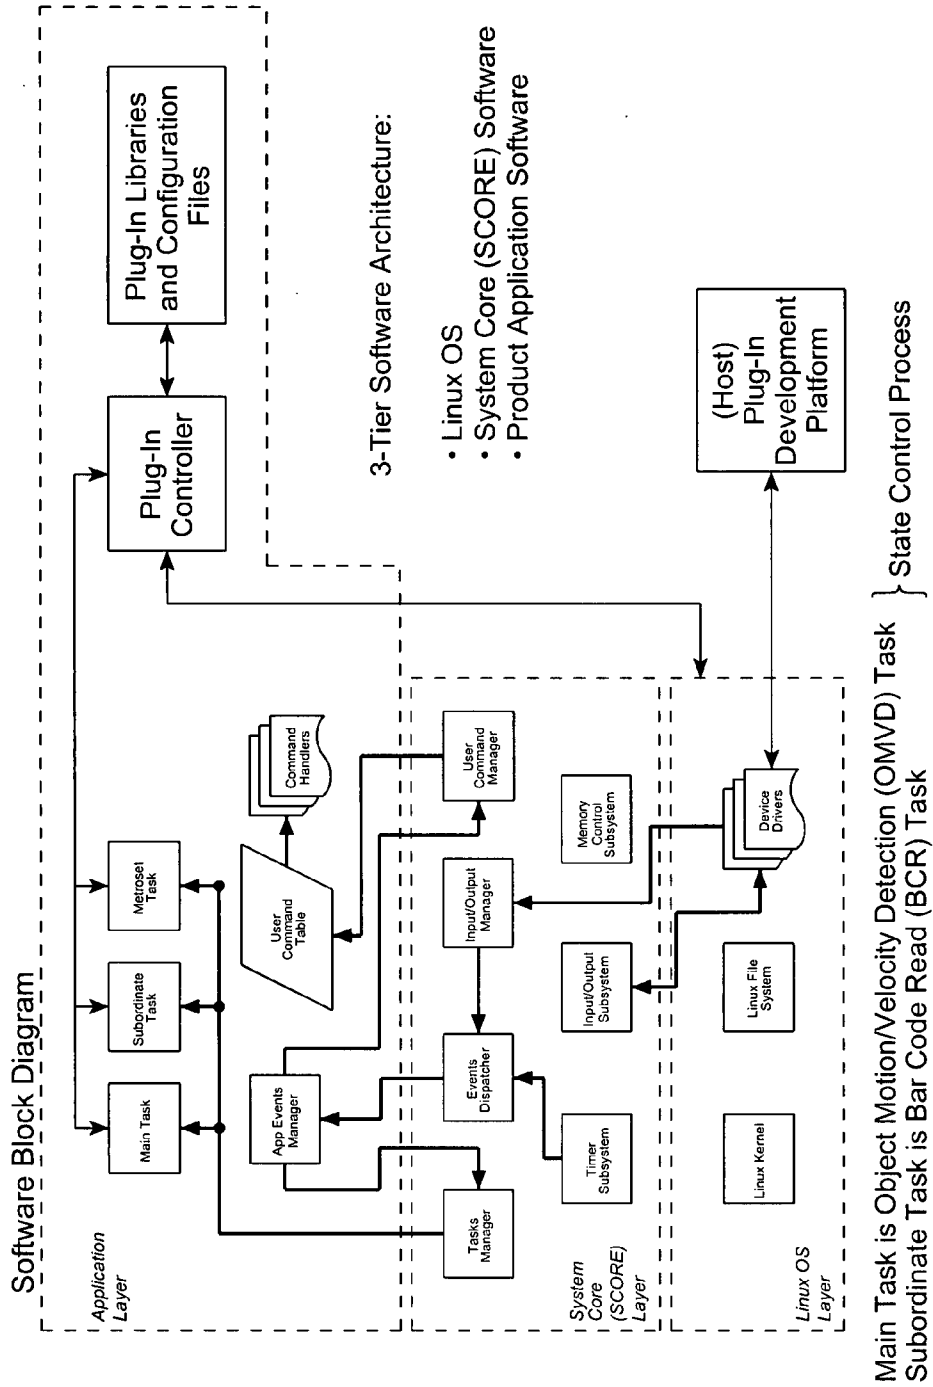 Software Block Diagram
Application
Layer
Main Task
Subordinate
Task
Metroset
Task
Plug-In
Controller
Plug-In Libraries
and Configuration
Files
App Events
Manager
User
Command
Table
Command
Handlers
3-Tier Software Architecture:
• Linux OS
• System Core (SCORE) Software
• Product Application Software
System
Core
(SCORE)
Layer
Tasks
Manager
Events
Dispatcher
Input/Output
Manager
User
Command
Manager
Timer
Subsystem
Input/Output
Subsystem
Memory
Control
Subsystem
Linux OS
Layer
Linux Kernel
Linux File
System
Device
Drivers
(Host)
Plug-In
Development
Platform
Main Task is Object Motion/Velocity Detection (OMVD) Task
Subordinate Task is Bar Code Read (BCR) Task
State Control Process